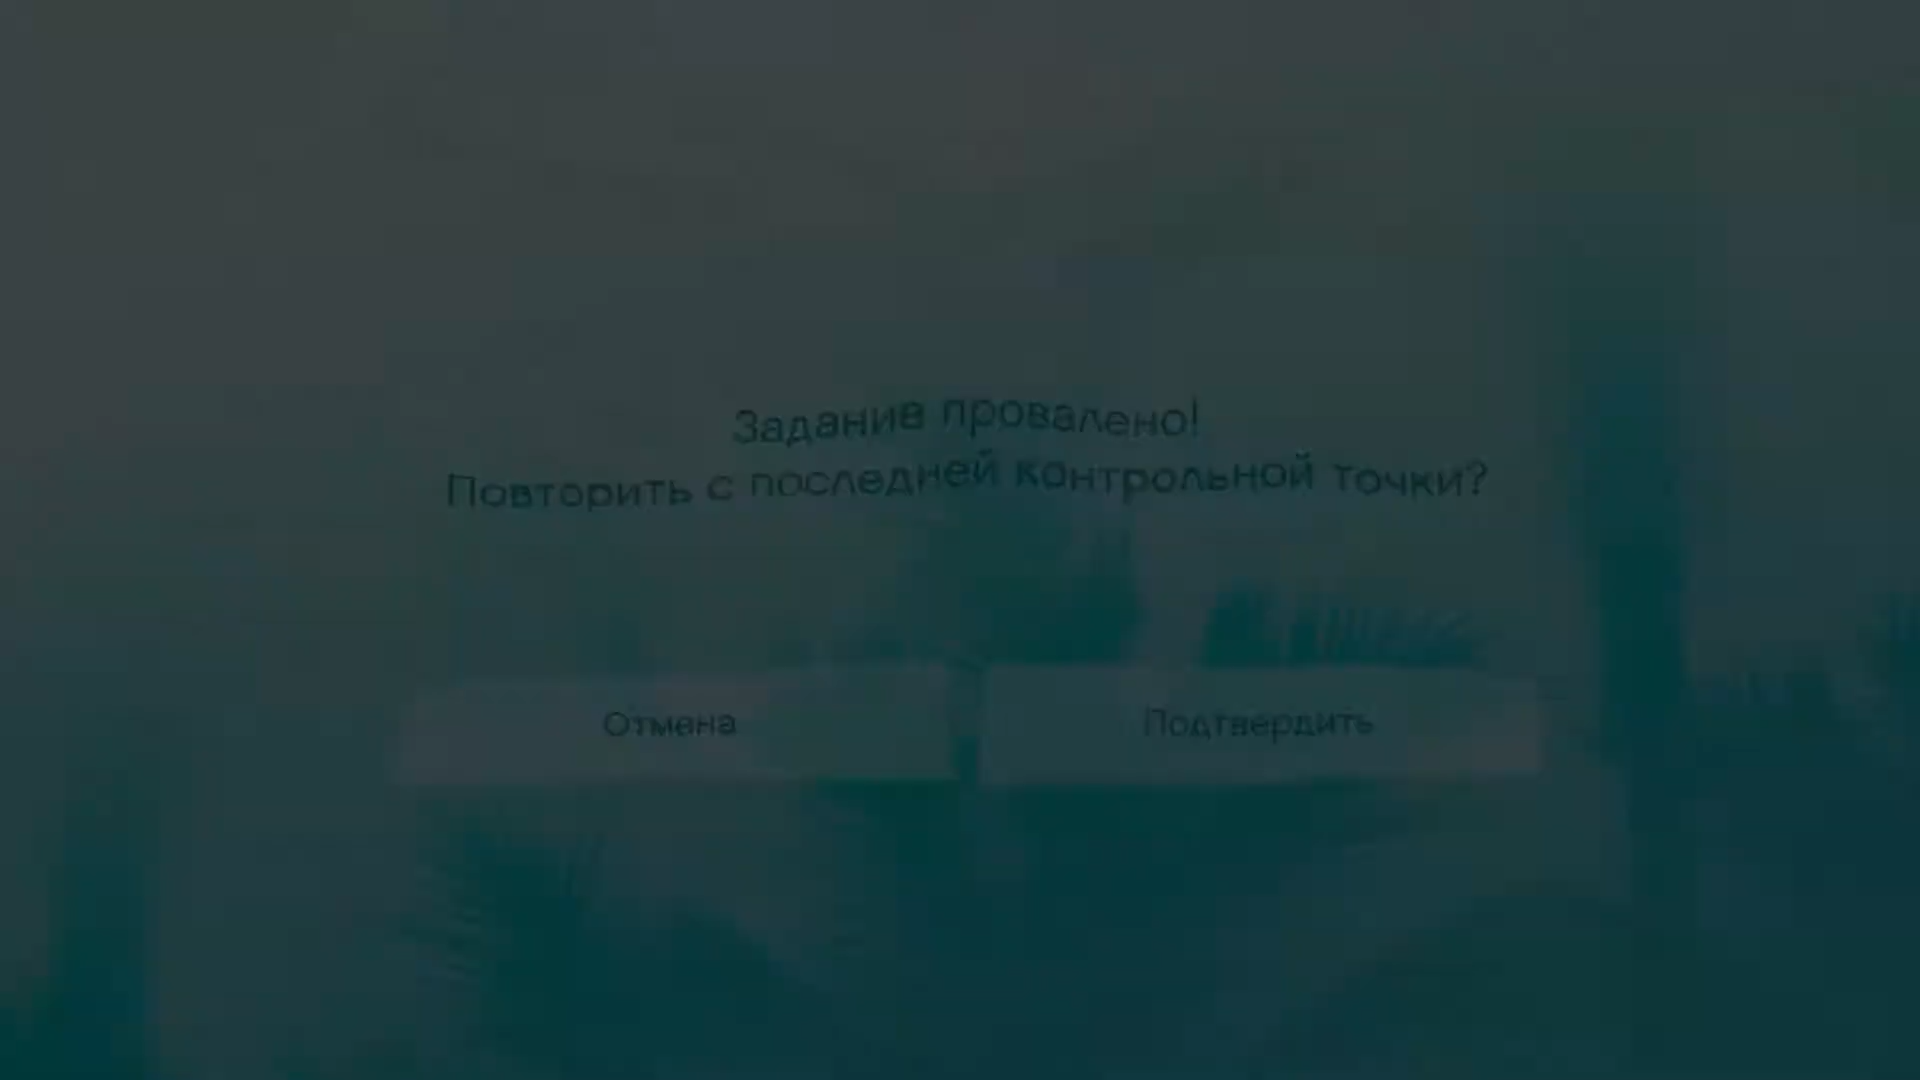 Задание провалено!
Повторить с последней контрольной точки?
Отмена
Подтвердить